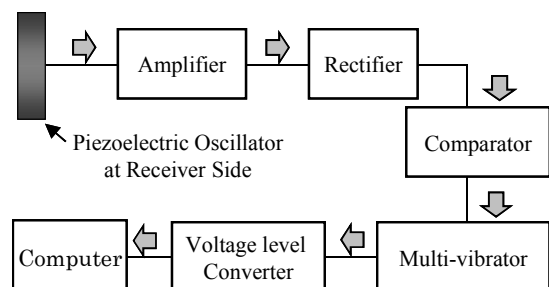 Amplifier
Rectifier
Piezoelectric Oscillator
at Receiver Side
Comparator
Computer
Voltage level
Converter
Multi-vibrator